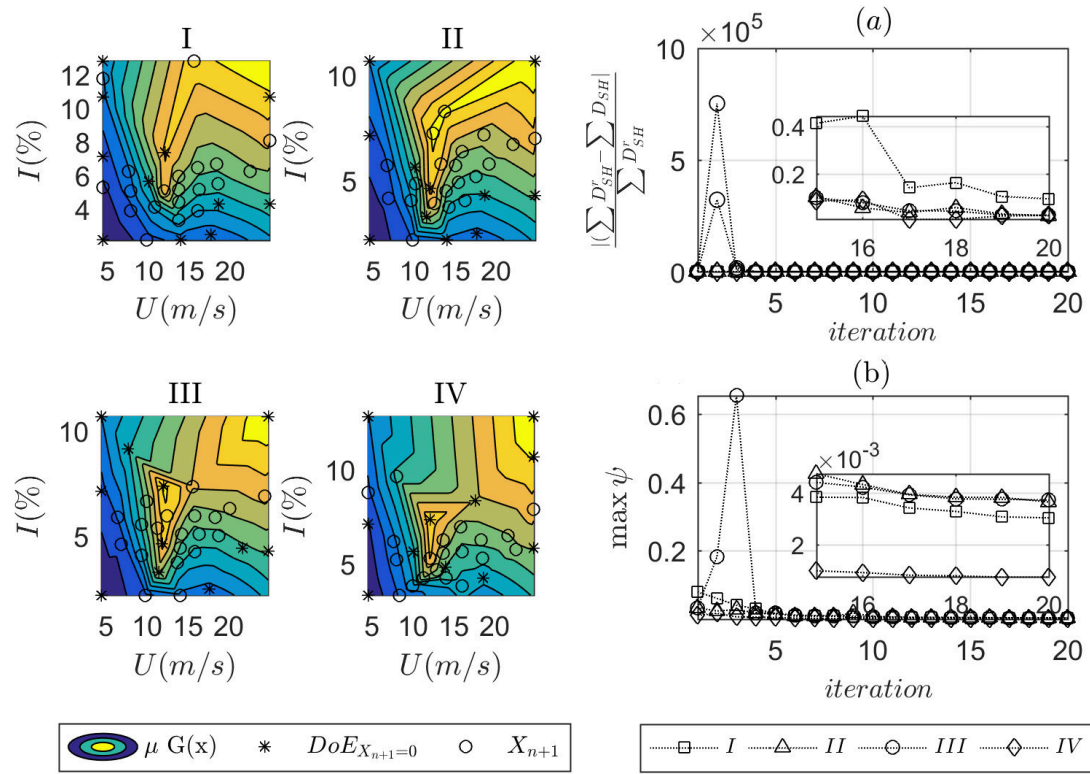 I
I(%)
12
10
8
6
4
5 10 15 20
U(m/s)
II
I(%)
10
5
5 10 15 20
U(m/s)
(a)
×10^5
|(∑ D^r_{SH} − ∑ D_{SH}|
∑ D^r_{SH}
10
5
0
5 10 15 20
iteration
0.4
0.2
16 18 20
III
I(%)
10
5
5 10 15 20
U(m/s)
IV
I(%)
10
5
5 10 15 20
U(m/s)
(b)
max ψ
0.6
0.4
0.2
5 10 15 20
iteration
×10^-3
4
2
16 18 20
μ G(x) DoE_{X_{n+1}=0} X_{n+1}
I II III IV